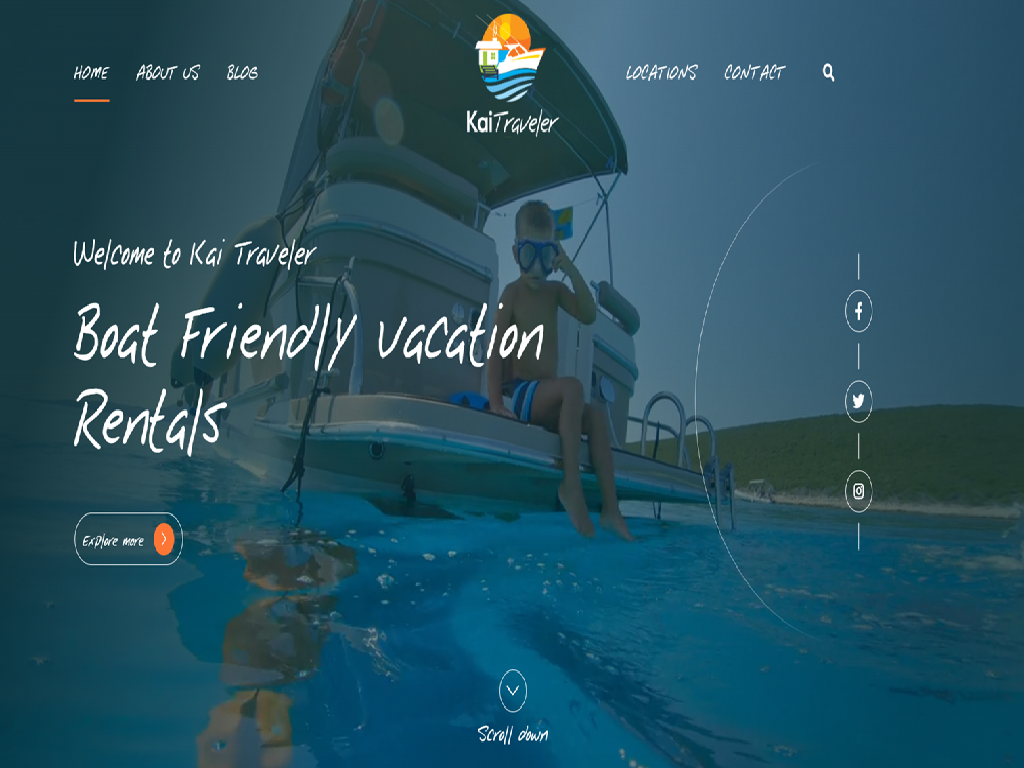 HOME ABOUT US BLOG
KaiTraveler
LOCATIONS CONTACT
Welcome to Kai Traveler
Boat Friendly vacation
Rentals
Explore more
Scroll down